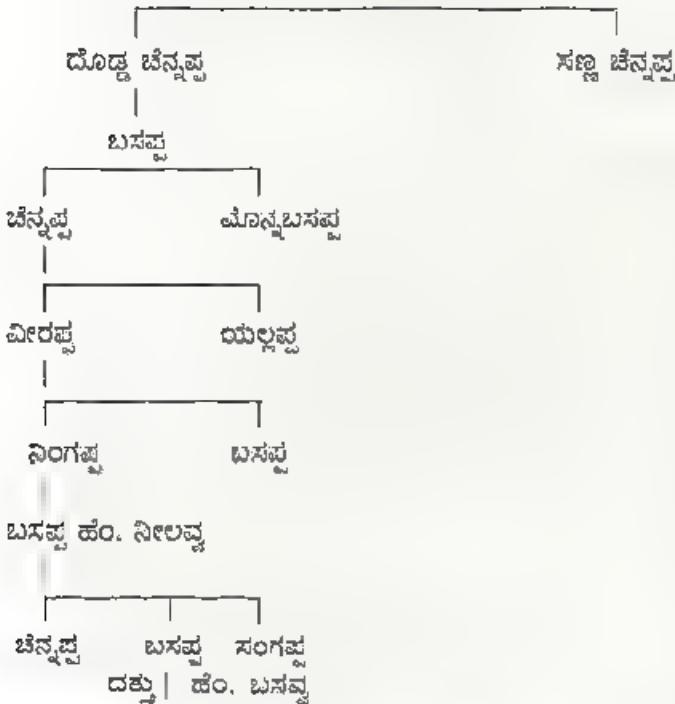 ದೊಡ್ಡ ಚೆನ್ನಪ್ಪ ಸಣ್ಣ ಚೆನ್ನಪ್ಪ
ಬಸಪ್ಪ
ಚೆನ್ನಪ್ಪ ಮೊನ್ನಬಸಪ್ಪ
ವೀರಪ್ಪ ಯಲ್ಲಪ್ಪ
ನಿಂಗಪ್ಪ ಬಸಪ್ಪ
ಬಸಪ್ಪ ಹೆಂ. ನೀಲವ್ವ
ಚೆನ್ನಪ್ಪ ಬಸಪ್ಪ ಸಂಗಪ್ಪ
ದತ್ತು ಹೆಂ. ಬಸವ್ವ